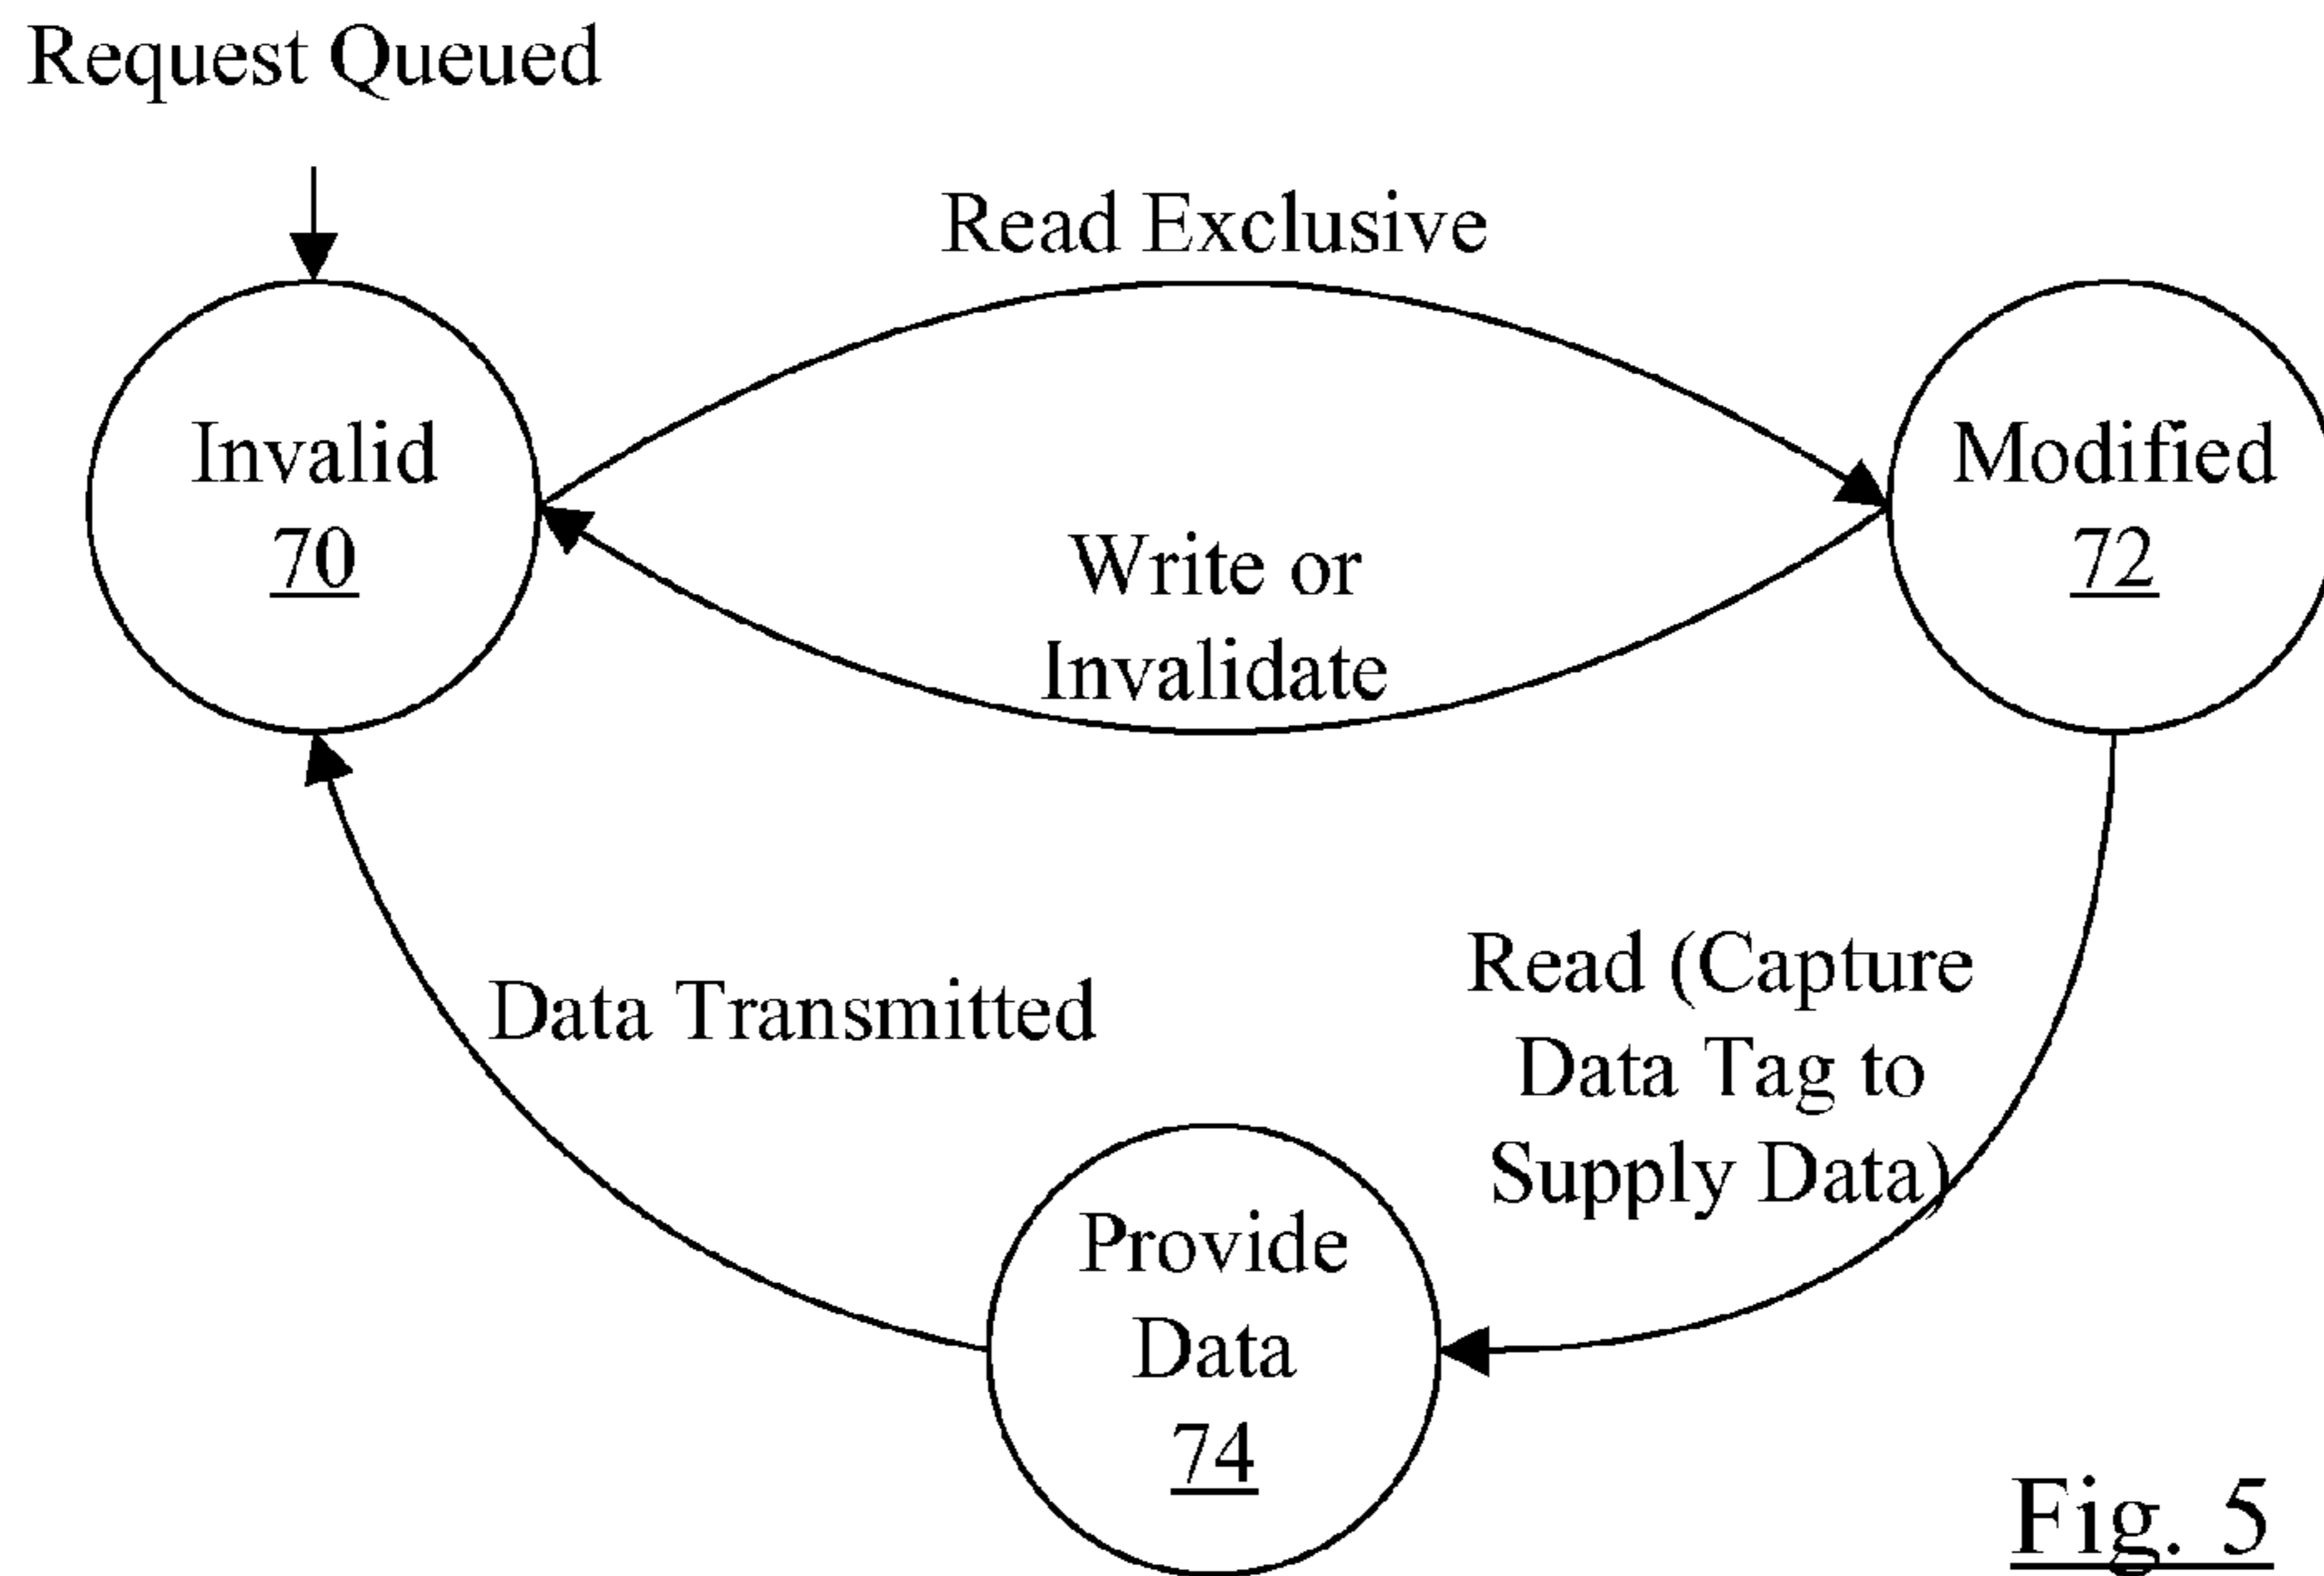 Request Queued
Read Exclusive
Invalid
70
Modified
72
Write or
Invalidate
Data Transmitted
Read (Capture
Data Tag to
Supply Data)
Provide
Data
74
Fig. 5